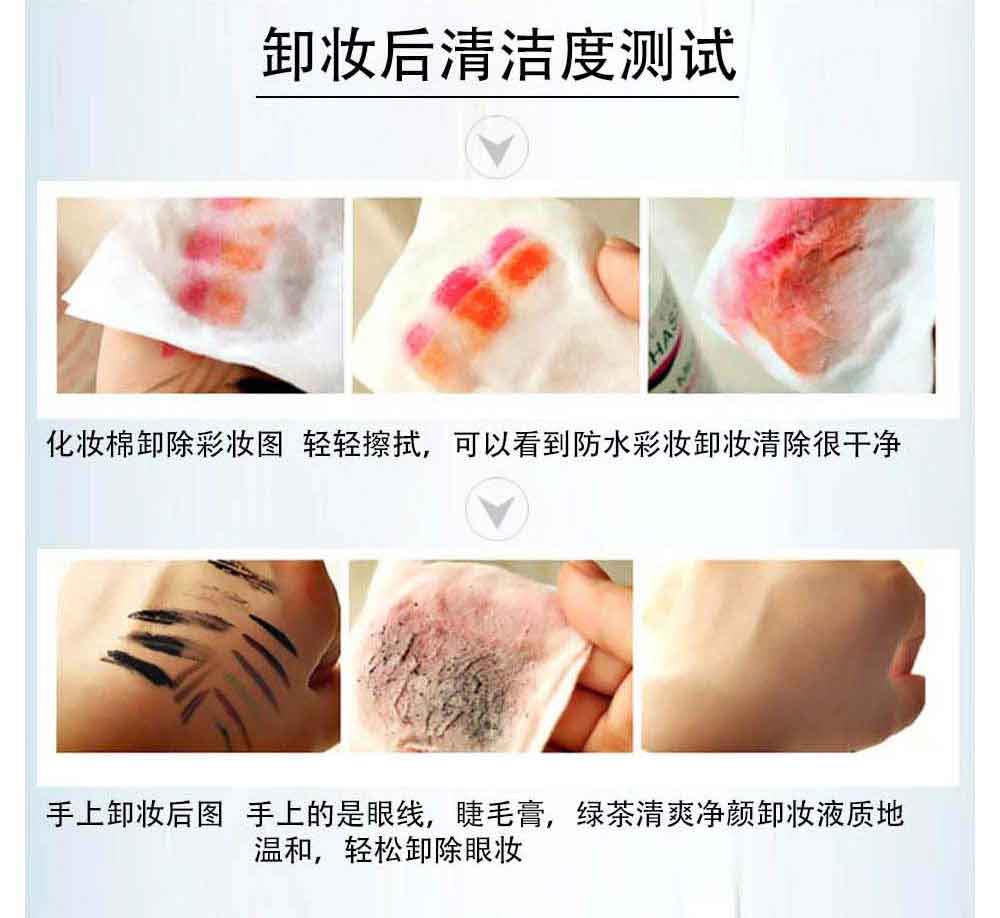 卸妆后清洁度测试
HAS
化妆棉卸除彩妆图 轻轻擦拭, 可以看到防水彩妆卸妆清除很干净
手上卸妆后图 手上的是眼线, 睫毛膏, 绿茶清爽净颜卸妆液质地
温和, 轻松卸除眼妆